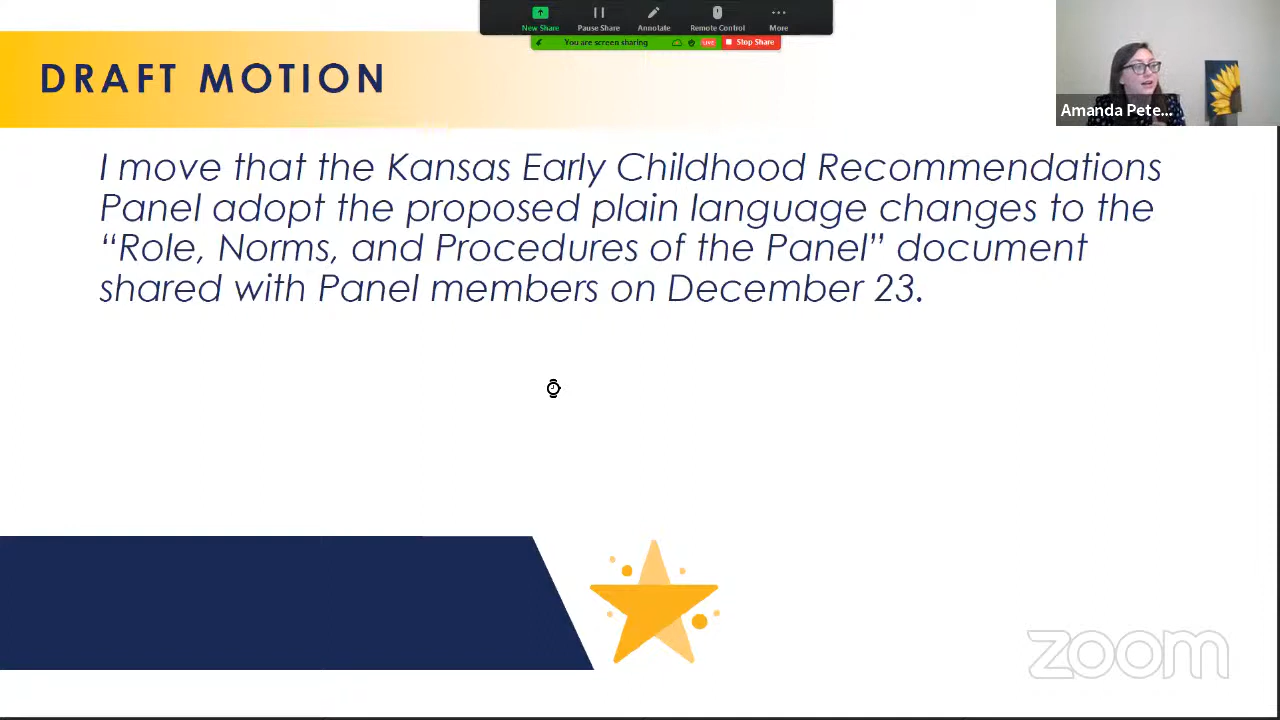 New Share
Pause Share
Annotate
Remote Control
More
You are screen sharing
LIVE
Stop Share
DRAFT MOTION
Amanda Pete...
I move that the Kansas Early Childhood Recommendations
Panel adopt the proposed plain language changes to the
“Role, Norms, and Procedures of the Panel” document
shared with Panel members on December 23.
zoom